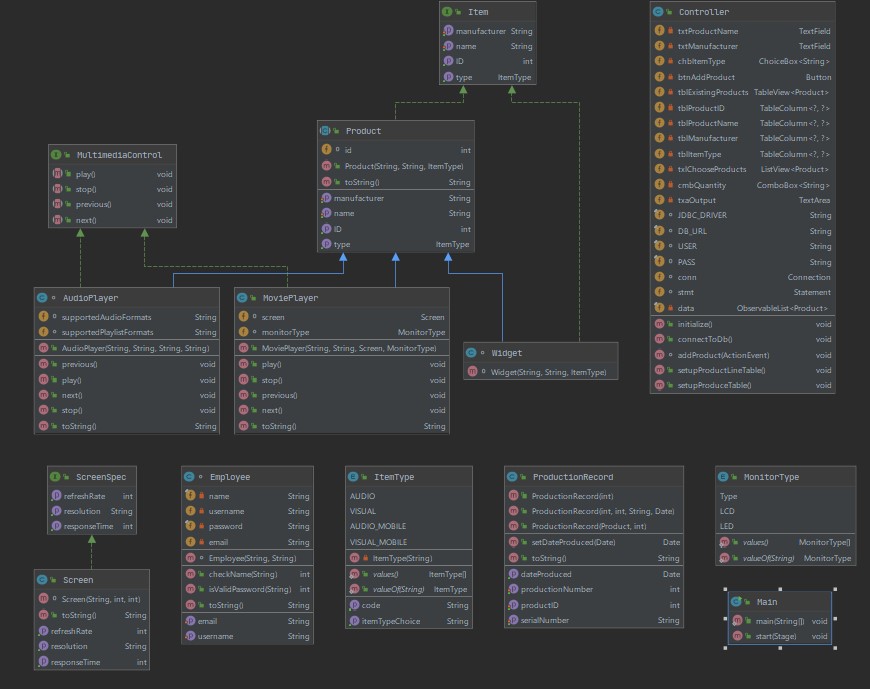 Item
manufacturer String
name String
ID int
type ItemType
Controller
txtProductName TextField
txtManufacturer TextField
chbItemType ChoiceBox<String>
btnAddProduct Button
tblExistingProducts TableView<Product>
tblProductID TableColumn<?, ?>
tblProductName TableColumn<?, ?>
tblManufacturer TableColumn<?, ?>
tblItemType TableColumn<?, ?>
txlChooseProducts ListView<Product>
cmbQuantity ComboBox<String>
txaOutput TextArea
JDBC_DRIVER String
DB_URL String
USER String
PASS String
conn Connection
stmt Statement
data ObservableList<Product>
initialize() void
connectToDb() void
addProduct(ActionEvent) void
setupProductLineTable() void
setupProduceTable() void
Product
id int
Product(String, String, ItemType)
toString() String
manufacturer String
name String
ID int
type ItemType
MultimediaControl
play() void
stop() void
previous() void
next() void
AudioPlayer
supportedAudioFormats String
supportedPlaylistFormats String
AudioPlayer(String, String, String, String)
previous() void
play() void
next() void
stop() void
toString() String
MoviePlayer
screen Screen
monitorType MonitorType
MoviePlayer(String, String, Screen, MonitorType)
play() void
stop() void
previous() void
next() void
toString() String
Widget
Widget(String, String, ItemType)
ScreenSpec
refreshRate int
resolution String
responseTime int
Screen
Screen(String, int, int)
toString() String
refreshRate int
resolution String
responseTime int
Employee
name String
username String
password String
email String
Employee(String, String)
checkName(String) int
isValidPassword(String) int
toString() String
email String
username String
ItemType
AUDIO
VISUAL
AUDIO_MOBILE
VISUAL_MOBILE
ItemType(String)
values() ItemType[]
valueOf(String) ItemType
code String
itemTypeChoice String
ProductionRecord
ProductionRecord(int)
ProductionRecord(int, int, String, Date)
ProductionRecord(Product, int)
setDateProduced(Date) Date
toString() String
dateProduced Date
productionNumber int
productID int
serialNumber String
MonitorType
Type
LCD
LED
values() MonitorType[]
valueOf(String) MonitorType
Main
main(String[]) void
start(Stage) void